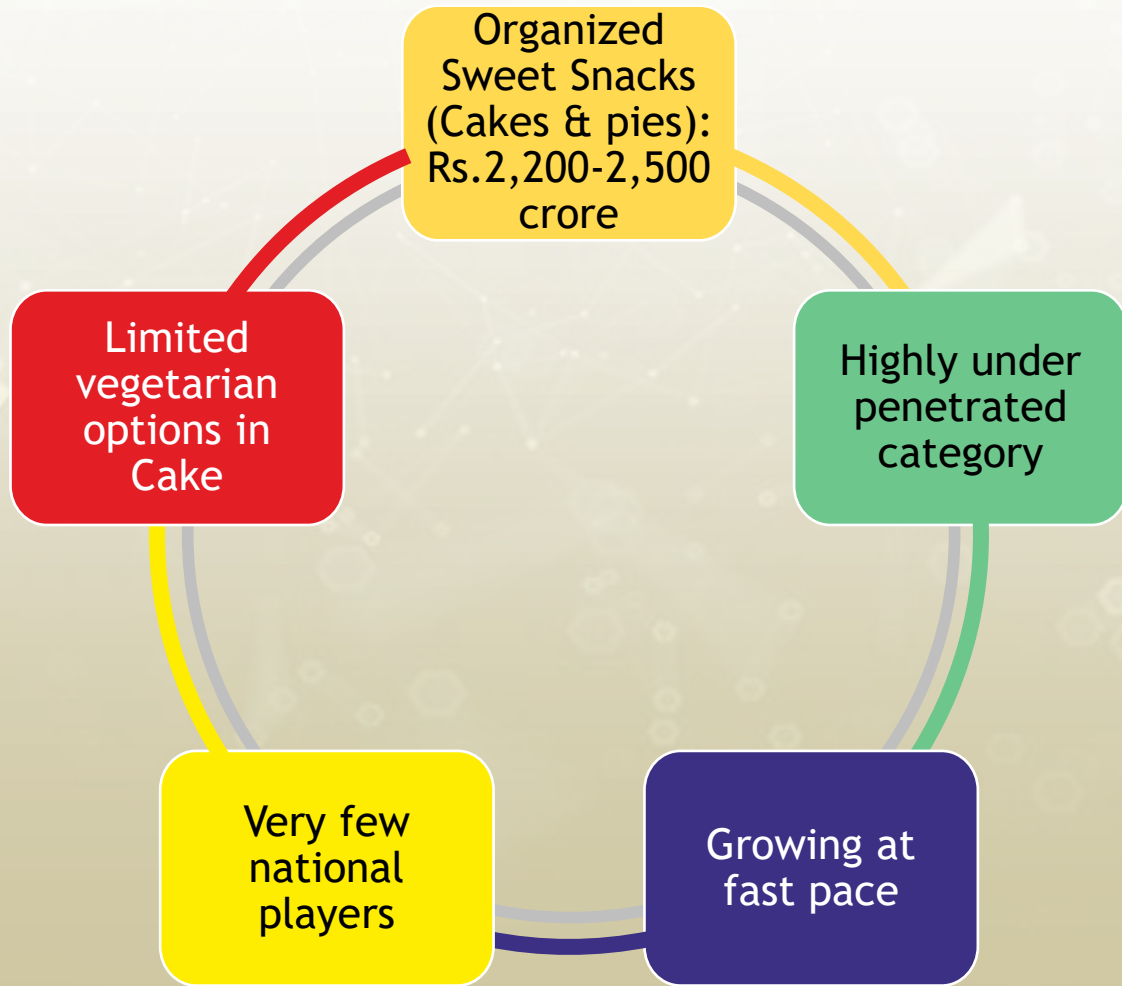 Organized
Sweet Snacks
(Cakes & pies):
Rs.2,200-2,500
crore
Highly under
penetrated
category
Growing at
fast pace
Very few
national
players
Limited
vegetarian
options in
Cake